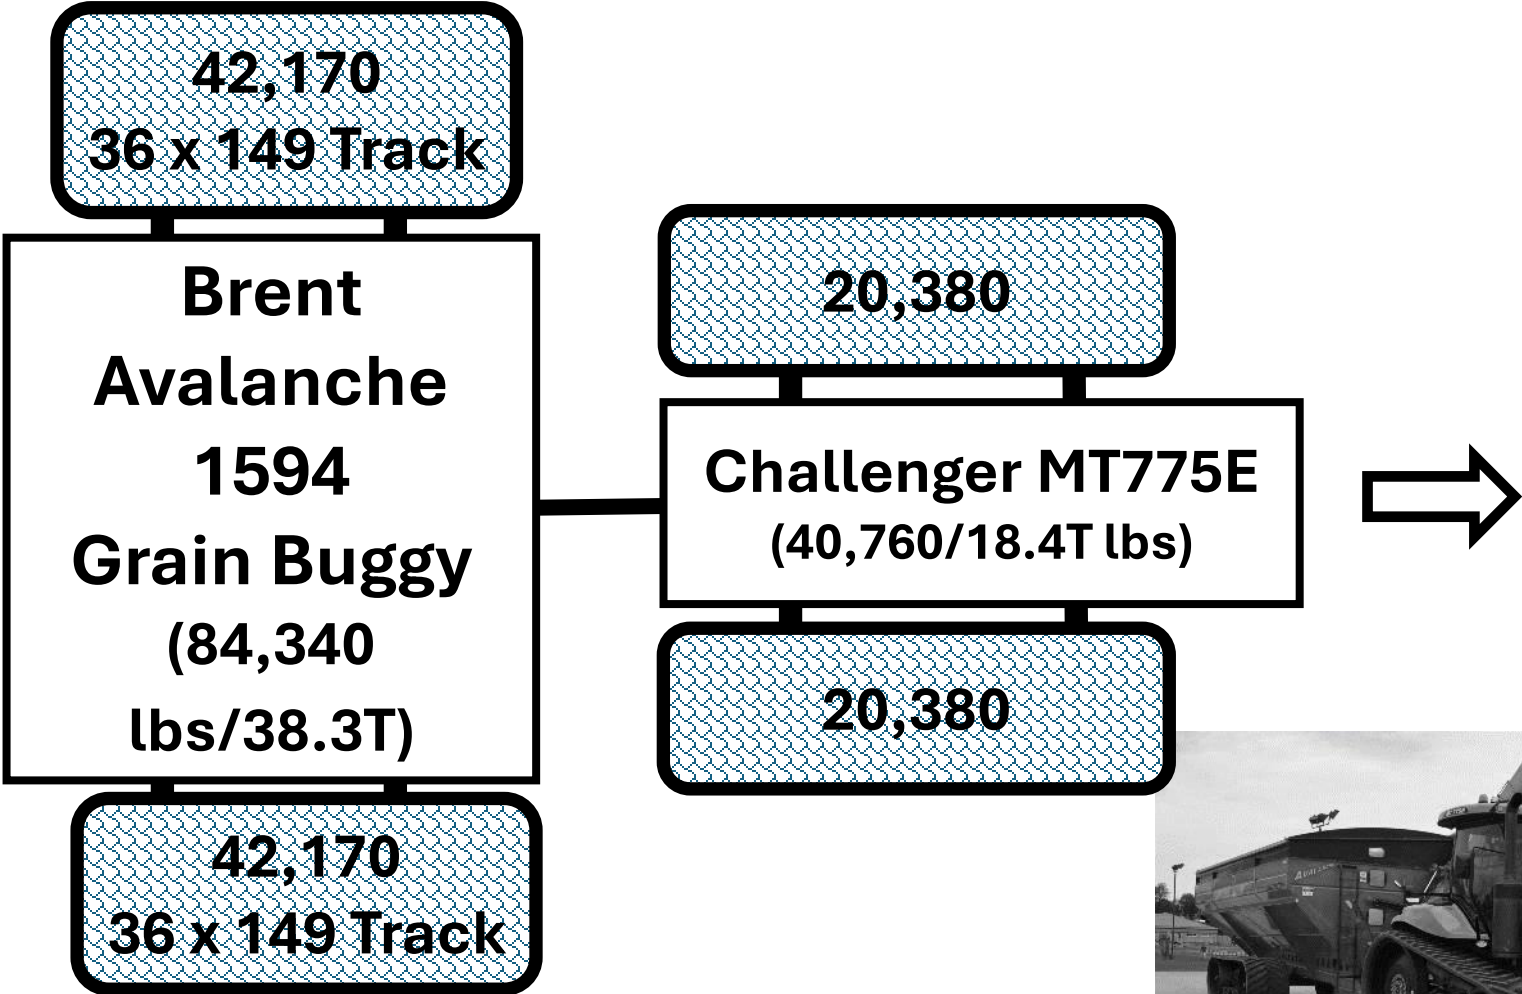 42,170
36 x 149 Track
Brent
Avalanche
1594
Grain Buggy
(84,340
lbs/38.3T)
42,170
36 x 149 Track
20,380
Challenger MT775E
(40,760/18.4T lbs)
20,380